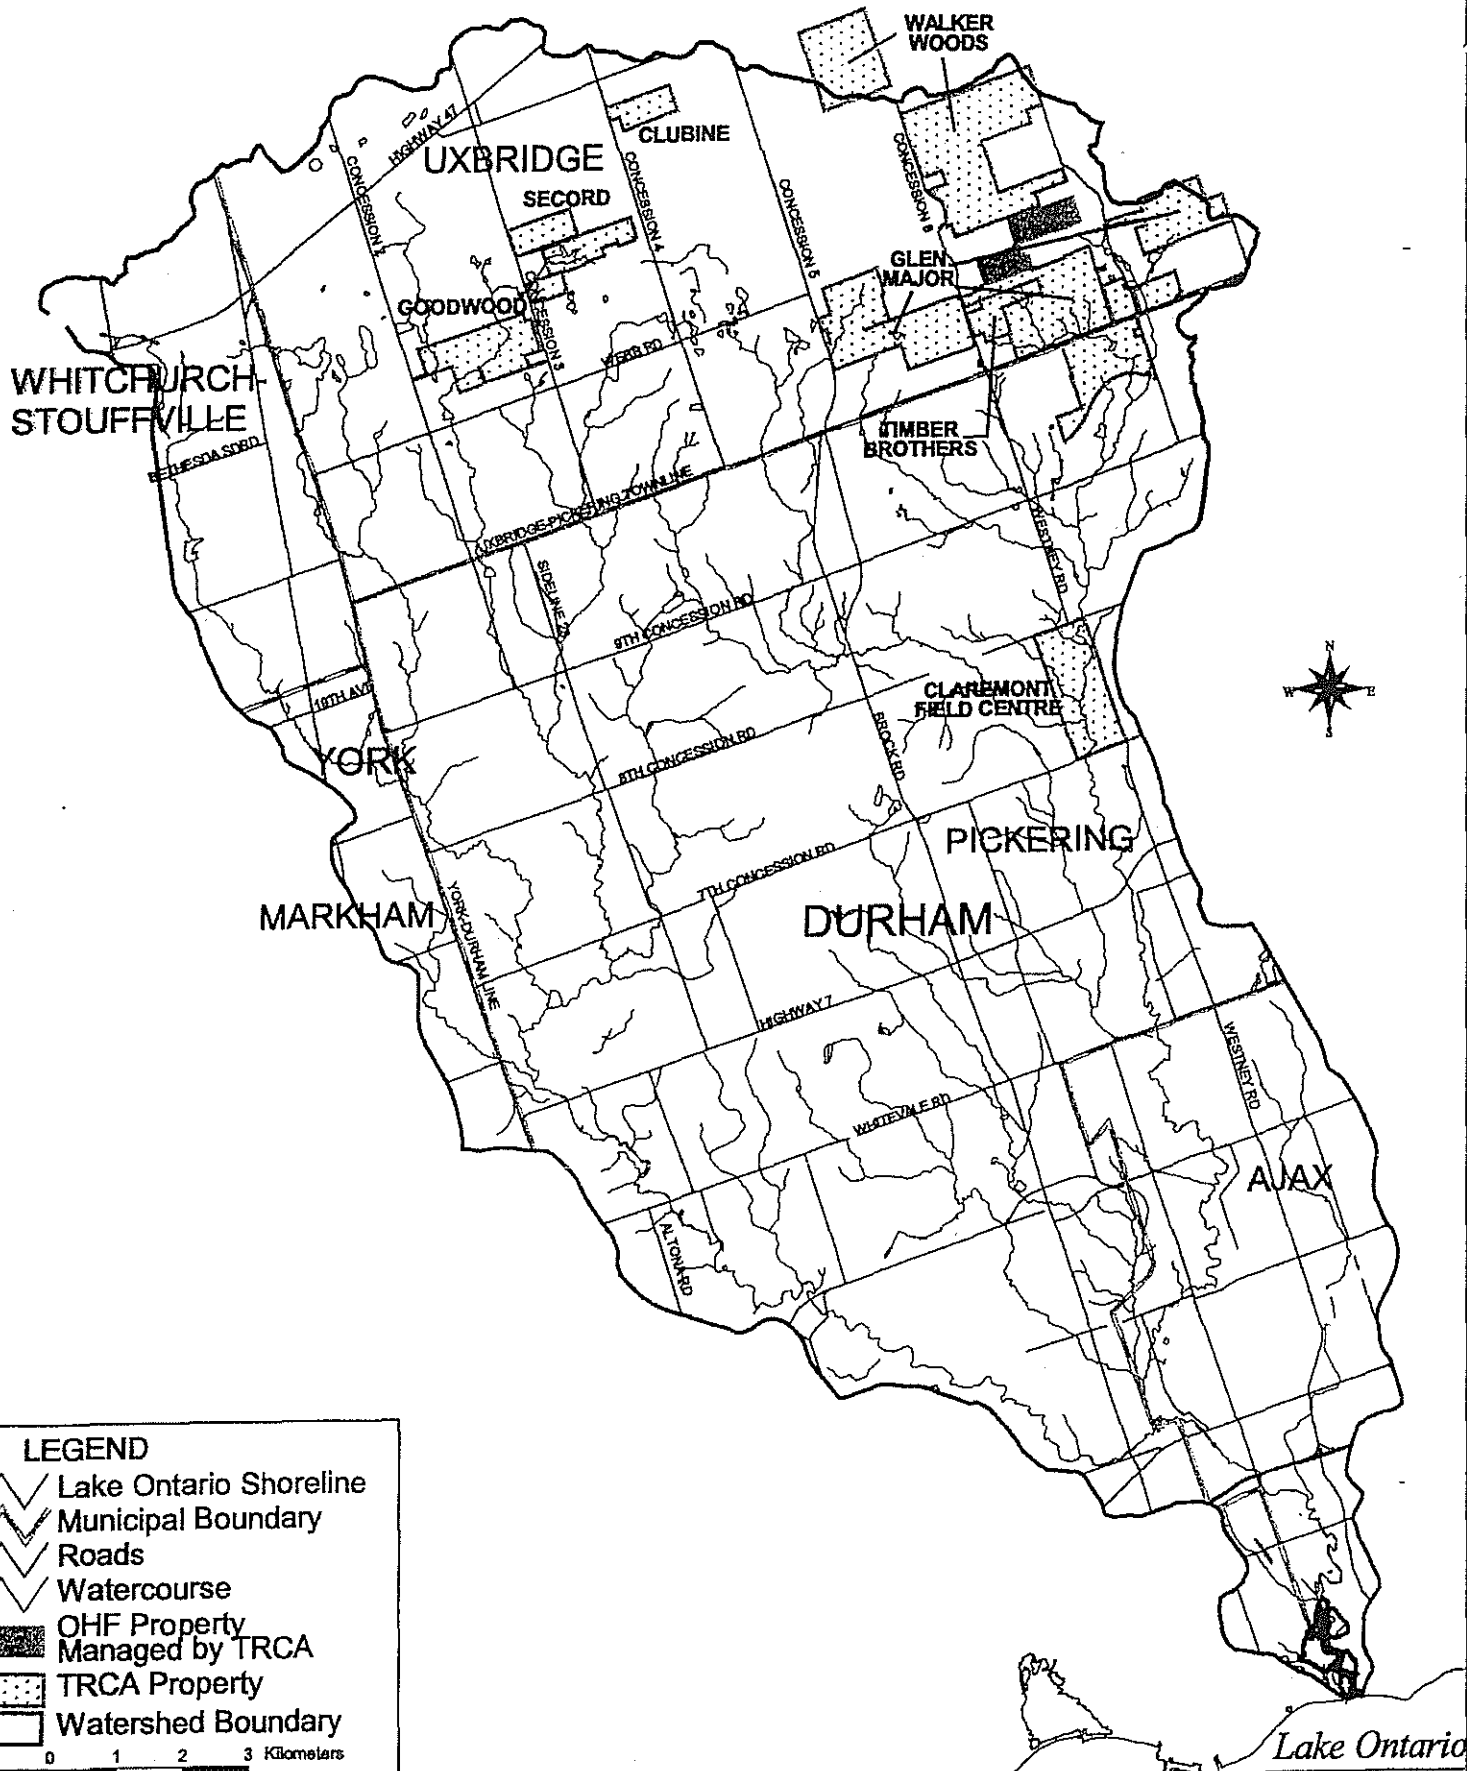 WALKER
WOODS
HIGHWAY 47
CLUBINE
UXBRIDGE
CONCESSION 2
SECORD
CONCESSION 4
CONCESSION 5
CONCESSION 6
GLEN
MAJOR
GOODWOOD
CONCESSION 3
WEBB RD
WHITCHURCH-
STOUFFVILLE
TIMBER
BROTHERS
BETHESDA SDRD
UXBRIDGE-PICKERING TOWNLINE
WESTNEY RD
9TH CONCESSION RD
N
W
E
S
CLAREMONT
FIELD CENTRE
19TH AVE
YORK
BROCK RD
8TH CONCESSION RD
PICKERING
7TH CONCESSION RD
MARKHAM
YORK-DURHAM LINE
DURHAM
HIGHWAY 7
WESTNEY RD
WHITEVALE RD
AJAX
ALTONA RD
LEGEND
Lake Ontario Shoreline
Municipal Boundary
Roads
Watercourse
OHF Property
Managed by TRCA
TRCA Property
Watershed Boundary
0 1 2 3 Kilometers
Lake Ontario